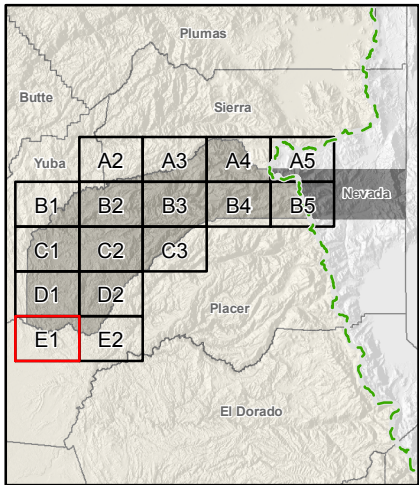 Plumas
Butte
Sierra
Yuba
A2 A3 A4 A5
Nevada
B1 B2 B3 B4 B5
C1 C2 C3
D1 D2
Placer
E1 E2
El Dorado